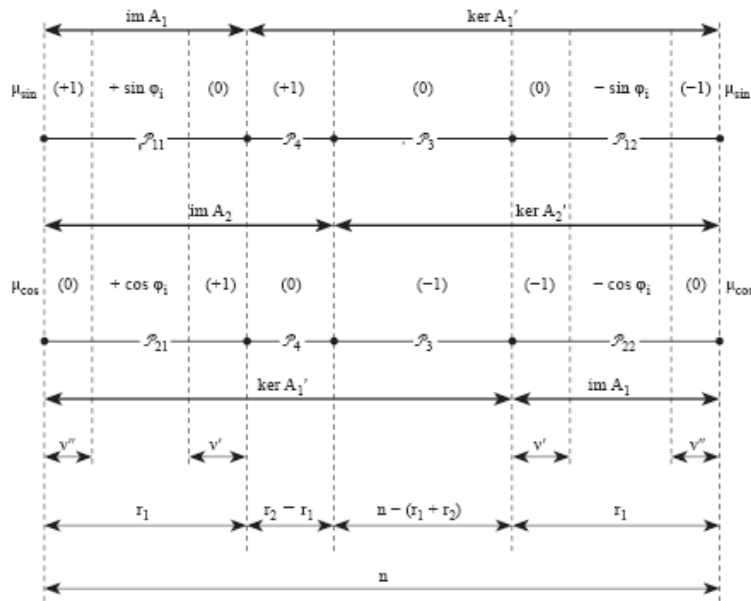 im A₁ ker A₁′
μsin (+1) + sin φᵢ (0) (+1) (0) (0) − sin φᵢ (−1) μsin
𝒫₁₁ 𝒫₄ 𝒫₃ 𝒫₁₂
im A₂ ker A₂′
μcos (0) + cos φᵢ (+1) (0) (−1) (−1) − cos φᵢ (0) μcos
𝒫₂₁ 𝒫₄ 𝒫₃ 𝒫₂₂
ker A₁′ im A₁
ν″ ν′ ν′ ν″
r₁ r₂ − r₁ n − (r₁ + r₂) r₁
n